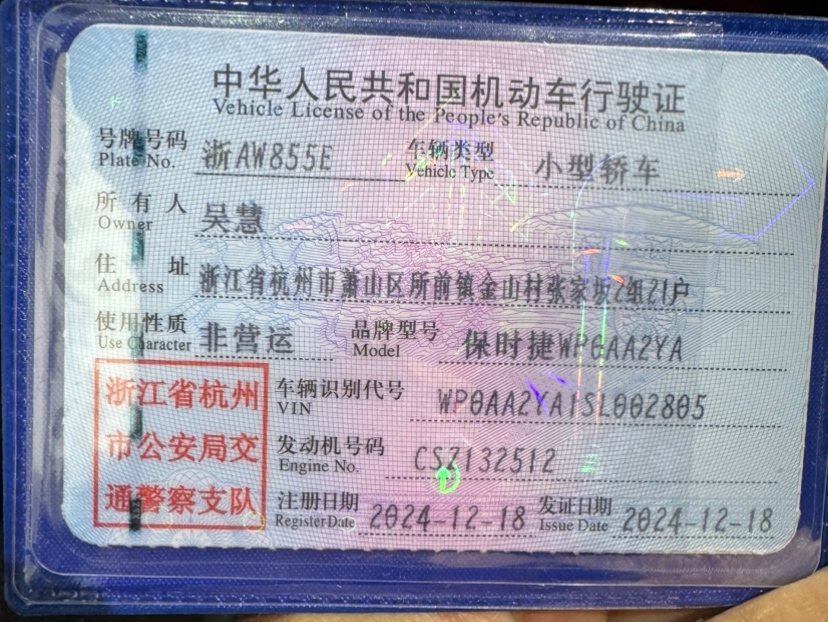 中华人民共和国机动车行驶证
Vehicle License of the People's Republic of China
号牌号码 浙AW855E 车辆类型 小型轿车
Plate No. Vehicle Type
所有人 吴慧
Owner
住址 浙江省杭州市萧山区所前镇金山村张家坂2组21户
Address
使用性质 非营运 品牌型号 保时捷WP0AA2YA
Use Character Model
浙江省杭州 车辆识别代号 WP0AA2YA1SL002805
VIN
市公安局交 发动机号码 CSZ132512
Engine No.
通警察支队 注册日期 2024-12-18 发证日期 2024-12-18
Register Date Issue Date